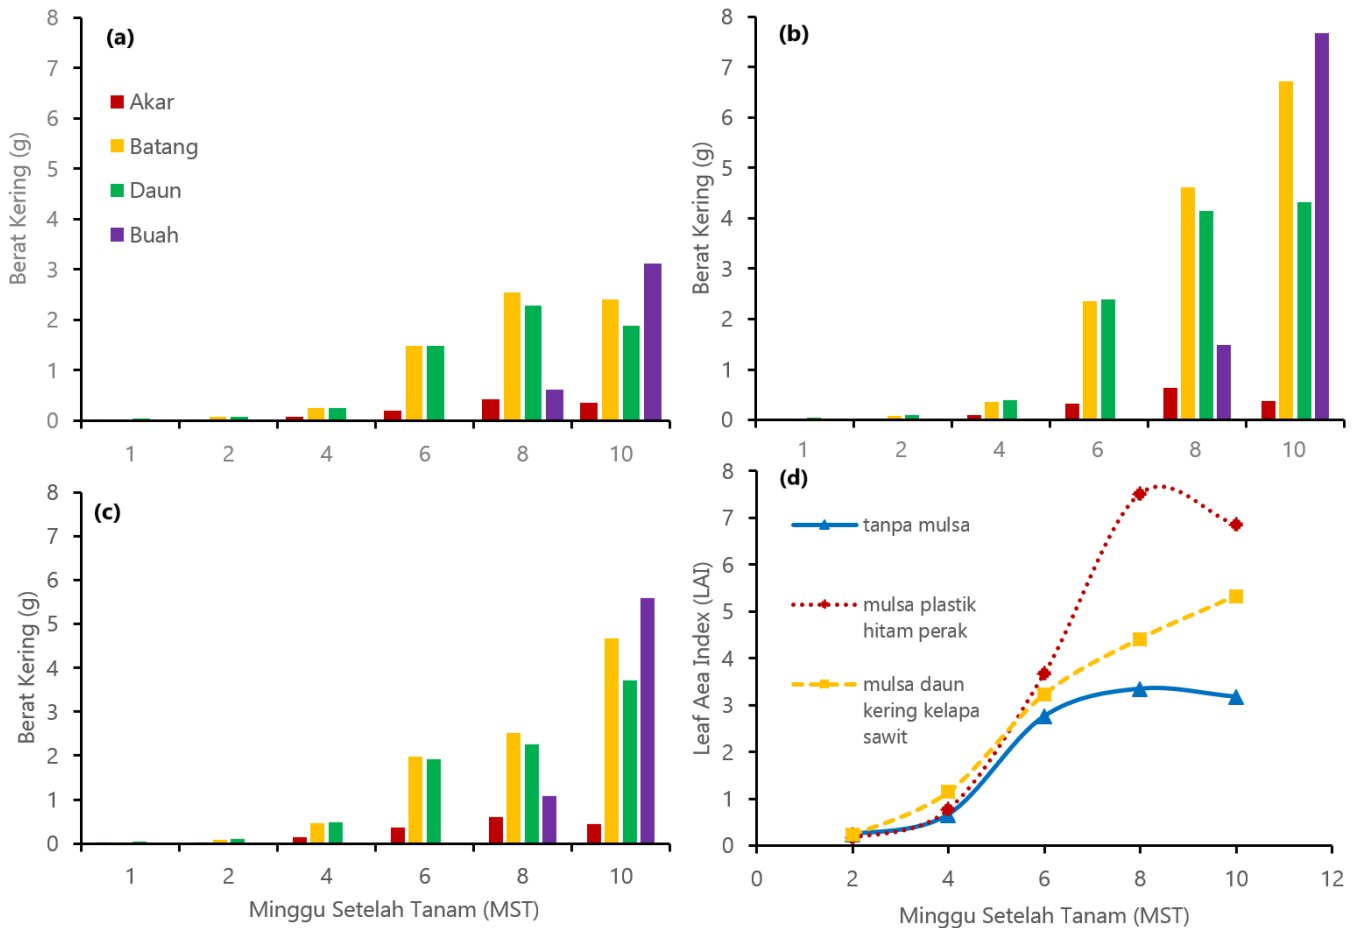 (a)
Akar
Batang
Daun
Buah
Berat Kering (g)
8
7
6
5
4
3
2
1
0
1 2 4 6 8 10
(b)
Berat Kering (g)
8
7
6
5
4
3
2
1
0
1 2 4 6 8 10
(c)
Berat Kering (g)
8
7
6
5
4
3
2
1
0
1 2 4 6 8 10
Minggu Setelah Tanam (MST)
(d)
tanpa mulsa
mulsa plastik
hitam perak
mulsa daun
kering kelapa
sawit
Leaf Aea Index (LAI)
8
7
6
5
4
3
2
1
0
0 2 4 6 8 10 12
Minggu Setelah Tanam (MST)